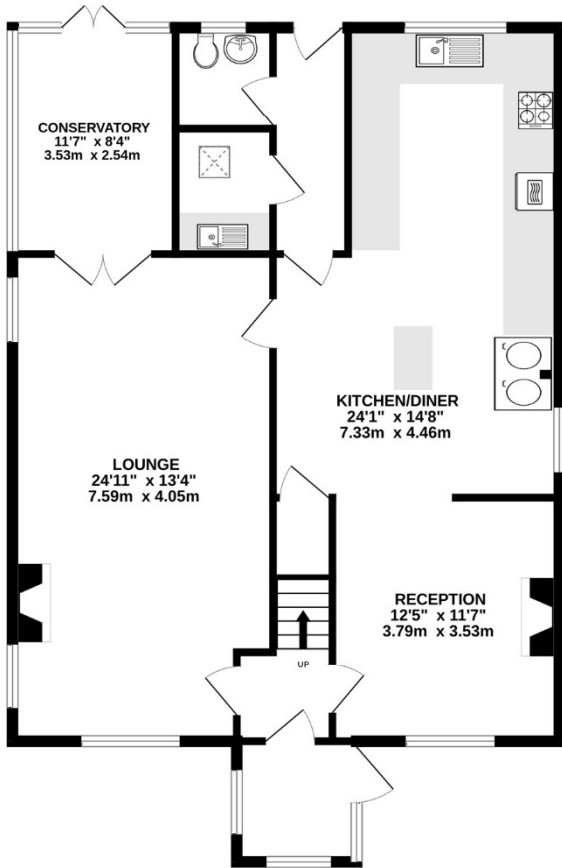 CONSERVATORY
11'7" x 8'4"
3.53m x 2.54m
KITCHEN/DINER
24'1" x 14'8"
7.33m x 4.46m
LOUNGE
24'11" x 13'4"
7.59m x 4.05m
RECEPTION
12'5" x 11'7"
3.79m x 3.53m
UP